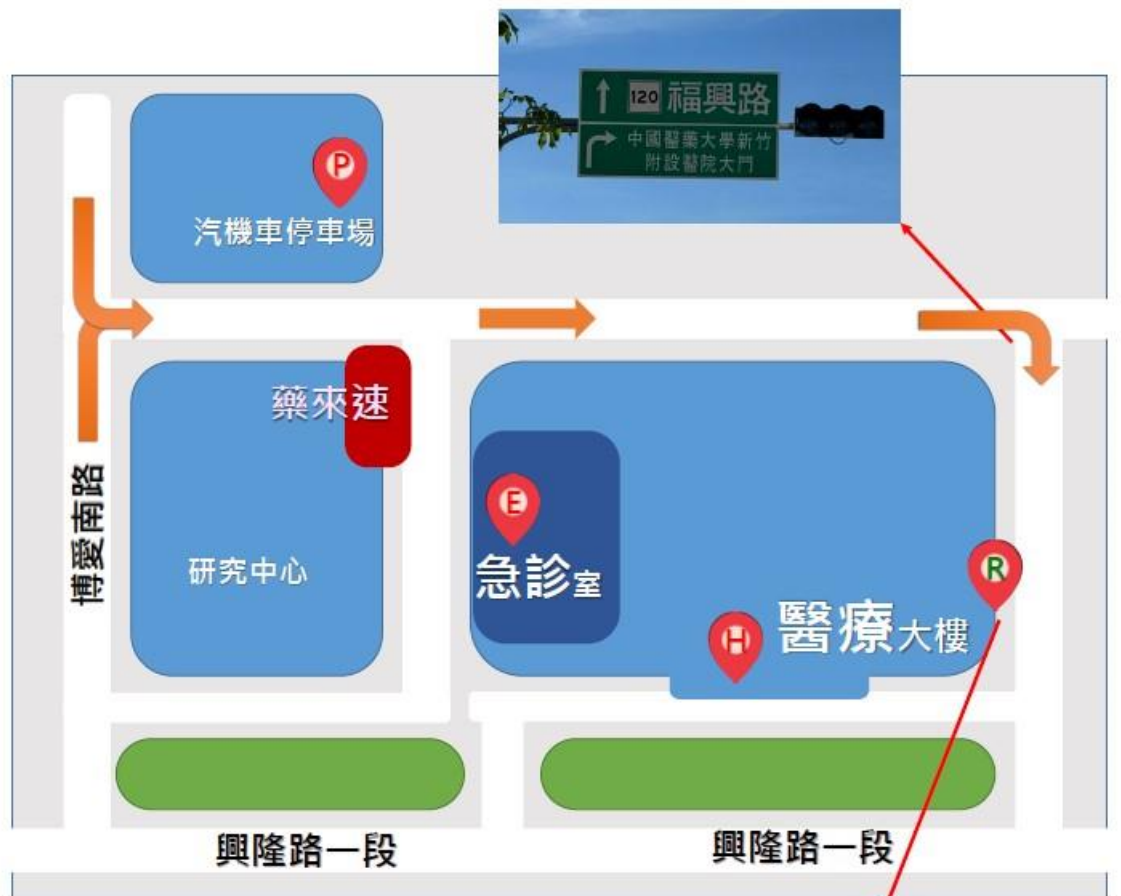 120 福興路
中國醫藥大學新竹
附設醫院大門
P
汽機車停車場
藥來速
博愛南路
研究中心
E
急診室
R
H
醫療大樓
興隆路一段
興隆路一段